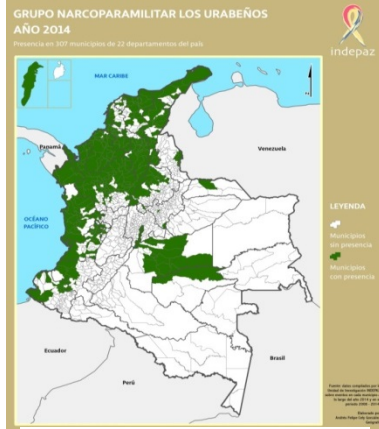 GRUPO NARCOPARAMILITAR LOS URABEÑOS
AÑO 2014
Presencia en 307 municipios de 22 departamentos del país
indepaz
MAR CARIBE
Panamá
Venezuela
OCÉANO
PACÍFICO
LEYENDA
Municipios
sin presencia
Municipios
con presencia
Ecuador
Brasil
Perú